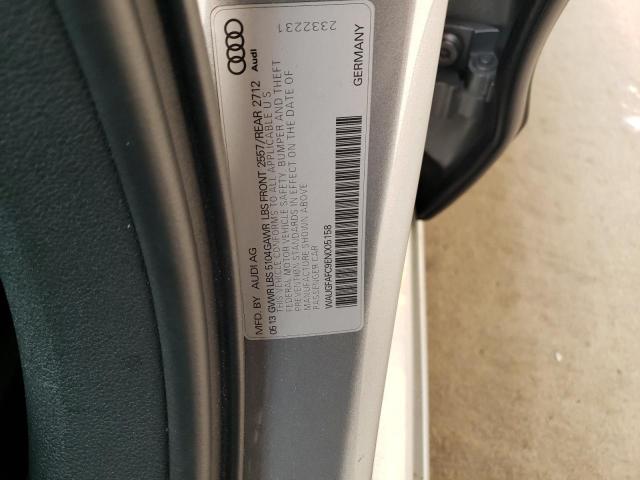 MFD. BY AUDI AG
05 13 GVWR LBS 5104 GAWR LBS FRONT 2557/REAR 2712
THIS VEHICLE CONFORMS TO ALL APPLICABLE U S
FEDERAL MOTOR VEHICLE SAFETY, BUMPER AND THEFT
PREVENTION STANDARDS IN EFFECT ON THE DATE OF
MANUFACTURE SHOWN ABOVE
PASSENGER CAR
WAUGFAFC9EN005158
Audi
2332231
GERMANY